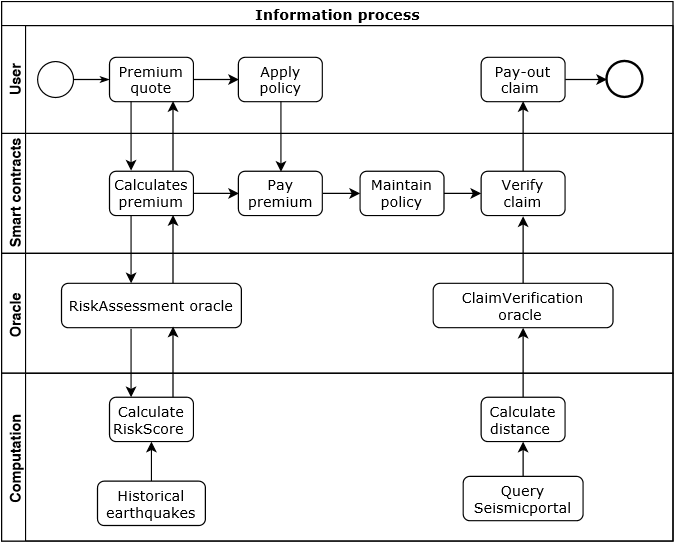 Information process
User
Premium
quote
Apply
policy
Pay-out
claim
Smart contracts
Calculates
premium
Pay
premium
Maintain
policy
Verify
claim
Oracle
RiskAssessment oracle
ClaimVerification
oracle
Computation
Calculate
RiskScore
Calculate
distance
Historical
earthquakes
Query
Seismicportal